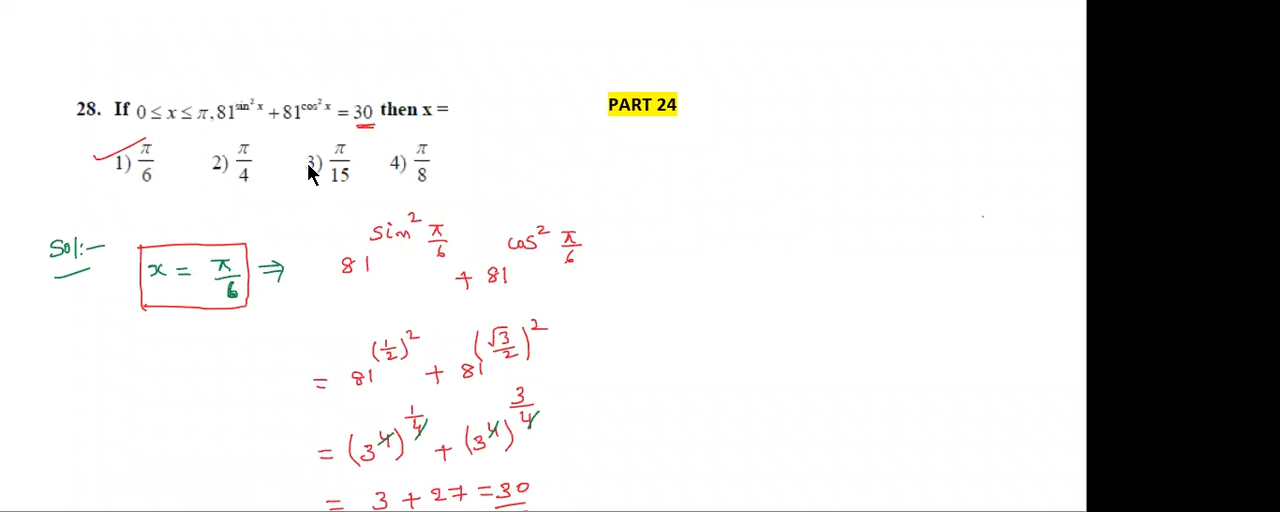 PART 24
28. If 0 ≤ x ≤ π, 81^(sin² x) + 81^(cos² x) = 30 then x =
1) π/6 2) π/4 3) π/15 4) π/8
Sol:- x = π/6 ⇒ 81^(sin² π/6) + 81^(cos² π/6)
= 81^((1/2)²) + 81^((√3/2)²)
= (3⁴)^(1/4) + (3⁴)^(3/4)
= 3 + 27 = 30